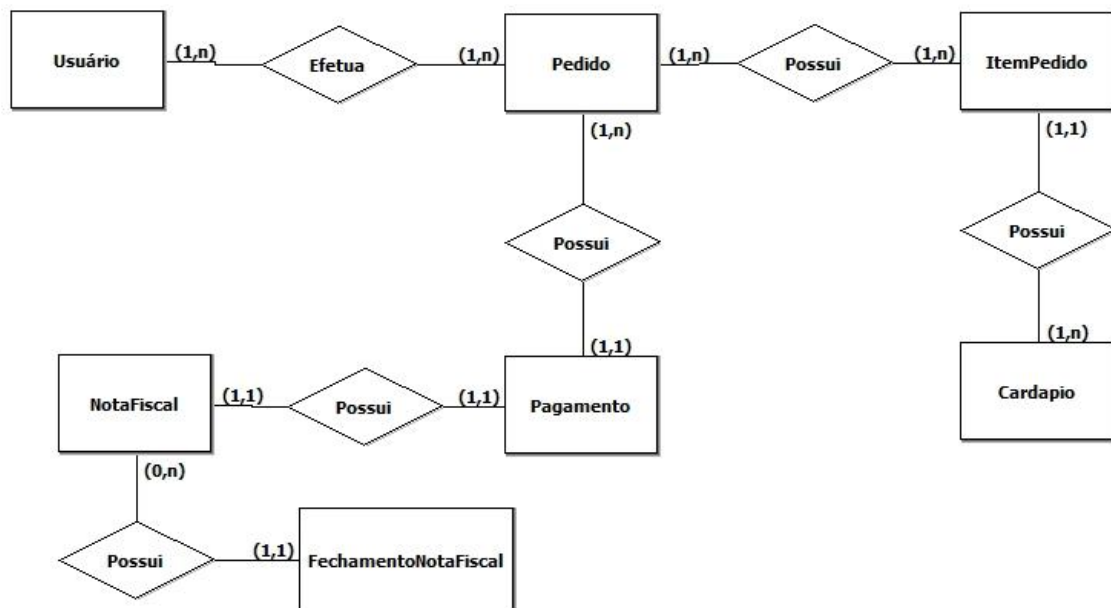 Usuário
(1,n)
Efetua
(1,n)
Pedido
(1,n)
Possui
(1,n)
ItemPedido
(1,n)
(1,1)
Possui
Possui
(1,1)
(1,n)
NotaFiscal
(1,1)
Possui
(1,1)
Pagamento
Cardapio
(0,n)
Possui
(1,1)
FechamentoNotaFiscal